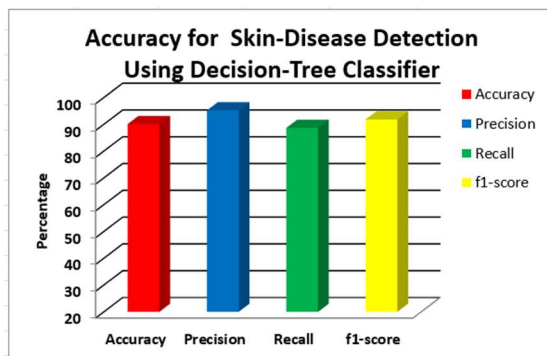 Accuracy for Skin-Disease Detection
Using Decision-Tree Classifier
Percentage
100
90
80
70
60
50
40
30
20
Accuracy Precision Recall f1-score
Accuracy
Precision
Recall
f1-score